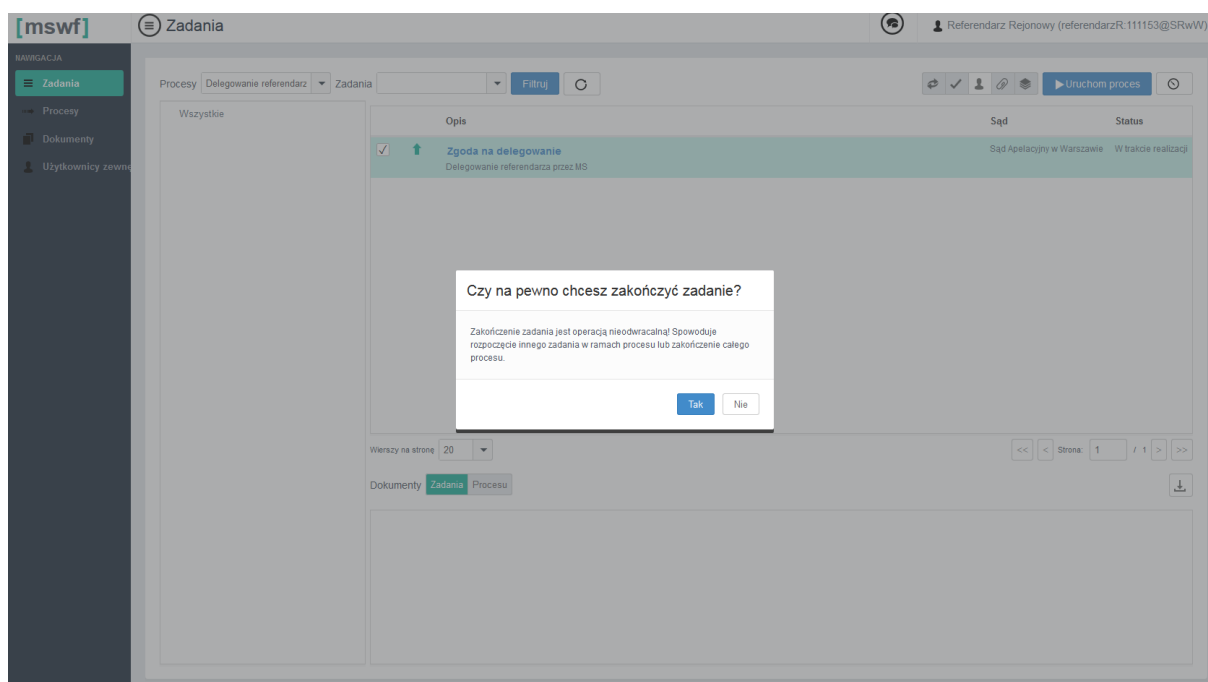 [mswf]
Zadania
Referendarz Rejonowy (referendarzR:111153@SRwW)
NAWIGACJA
Zadania
Procesy
Dokumenty
Użytkownicy zewnę
Procesy Delegowanie referendarz Zadania Filtruj Uruchom proces
Wszystkie
Opis Sąd Status
Zgoda na delegowanie Sąd Apelacyjny w Warszawie W trakcie realizacji
Delegowanie referendarza przez MS
Czy na pewno chcesz zakończyć zadanie?
Zakończenie zadania jest operacją nieodwracalną! Spowoduje
rozpoczęcie innego zadania w ramach procesu lub zakończenie całego
procesu.
Tak Nie
Wierszy na stronę 20 << < Strona: 1 / 1 > >>
Dokumenty Zadania Procesu